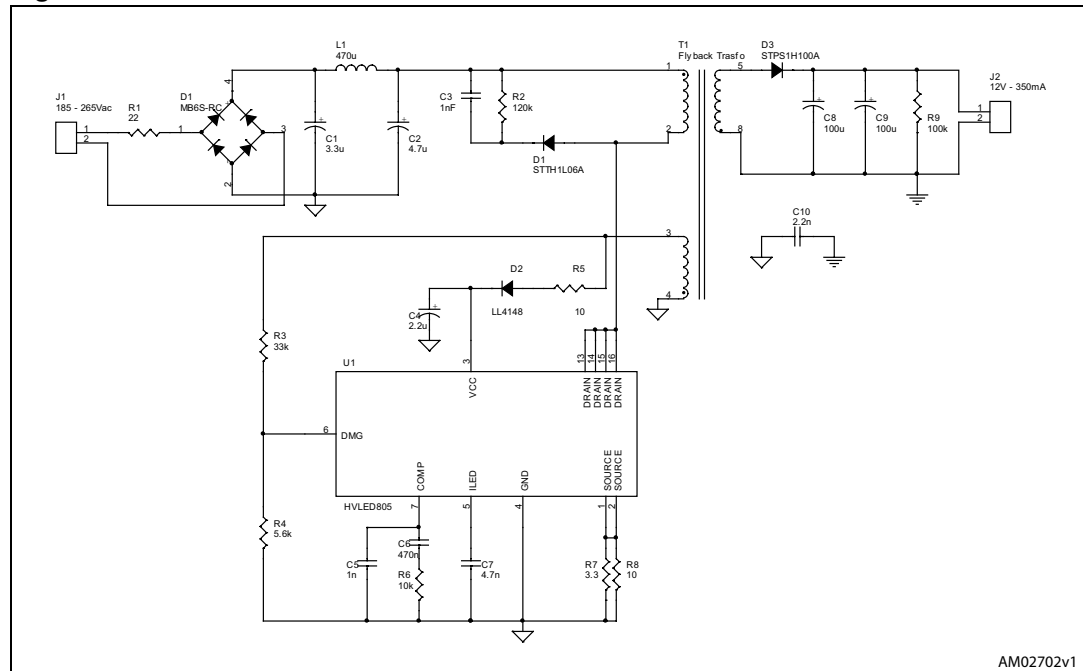 J1
185 - 265Vac
1
2
R1
22
D1
MB6S-RC
1
4
3
2
+
-
L1
470u
C1
3.3u
+
C2
4.7u
+
C3
1nF
R2
120k
D1
STTH1L06A
T1
Flyback Trasfo
1
2
5
8
3
4
D3
STPS1H100A
C8
100u
+
C9
100u
+
R9
100k
J2
12V - 350mA
1
2
C10
2.2n
D2
LL4148
R5
10
C4
2.2u
+
R3
33k
R4
5.6k
U1
HVLED805
3
VCC
13
14
15
16
DRAIN
DRAIN
DRAIN
DRAIN
6
DMG
COMP
7
ILED
5
GND
4
SOURCE
SOURCE
1
2
C5
1n
C6
470n
R6
10k
C7
4.7n
R7
3.3
R8
10
AM02702v1